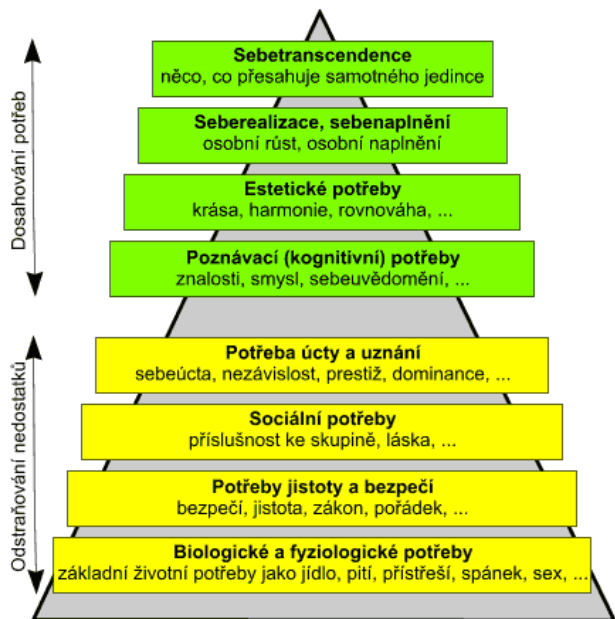 Sebetranscendence
něco, co přesahuje samotného jedince
Seberealizace, sebenaplnění
osobní růst, osobní naplnění
Estetické potřeby
krása, harmonie, rovnováha, ...
Poznávací (kognitivní) potřeby
znalosti, smysl, sebeuvědomění, ...
Dosahování potřeb
Potřeba úcty a uznání
sebeúcta, nezávislost, prestiž, dominance, ...
Sociální potřeby
příslušnost ke skupině, láska, ...
Potřeby jistoty a bezpečí
bezpečí, jistota, zákon, pořádek, ...
Biologické a fyziologické potřeby
základní životní potřeby jako jídlo, pití, přístřeší, spánek, sex, ...
Odstraňování nedostatků